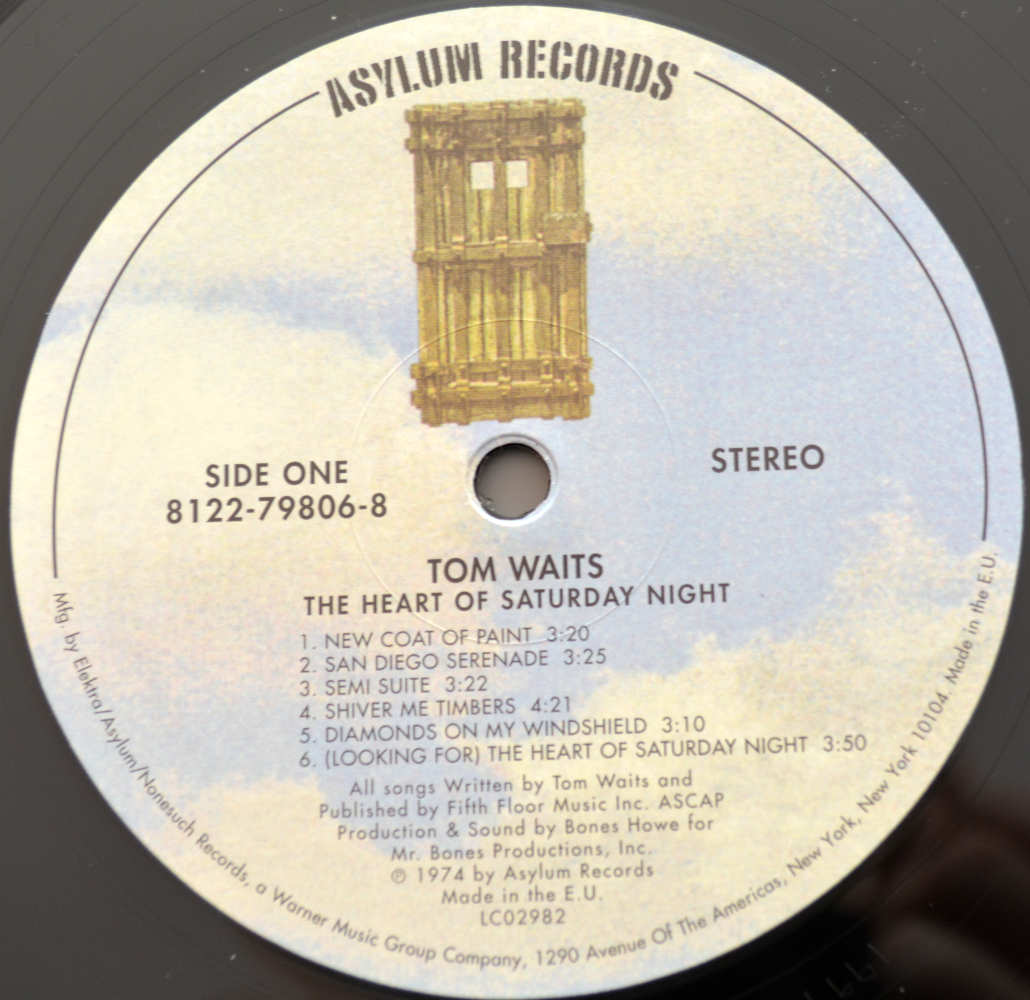 ASYLUM RECORDS
SIDE ONE
8122-79806-8
STEREO
TOM WAITS
THE HEART OF SATURDAY NIGHT
1. NEW COAT OF PAINT 3:20
2. SAN DIEGO SERENADE 3:25
3. SEMI SUITE 3:22
4. SHIVER ME TIMBERS 4:21
5. DIAMONDS ON MY WINDSHIELD 3:10
6. (LOOKING FOR) THE HEART OF SATURDAY NIGHT 3:50
All songs Written by Tom Waits and
Published by Fifth Floor Music Inc. ASCAP
Production & Sound by Bones Howe for
Mr. Bones Productions, Inc.
℗ 1974 by Asylum Records
Made in the E.U.
LC02982
Mfg. by Elektra/Asylum/Nonesuch Records, a Warner Music Group Company, 1290 Avenue Of The Americas, New York, New York 10104. Made in the E.U.